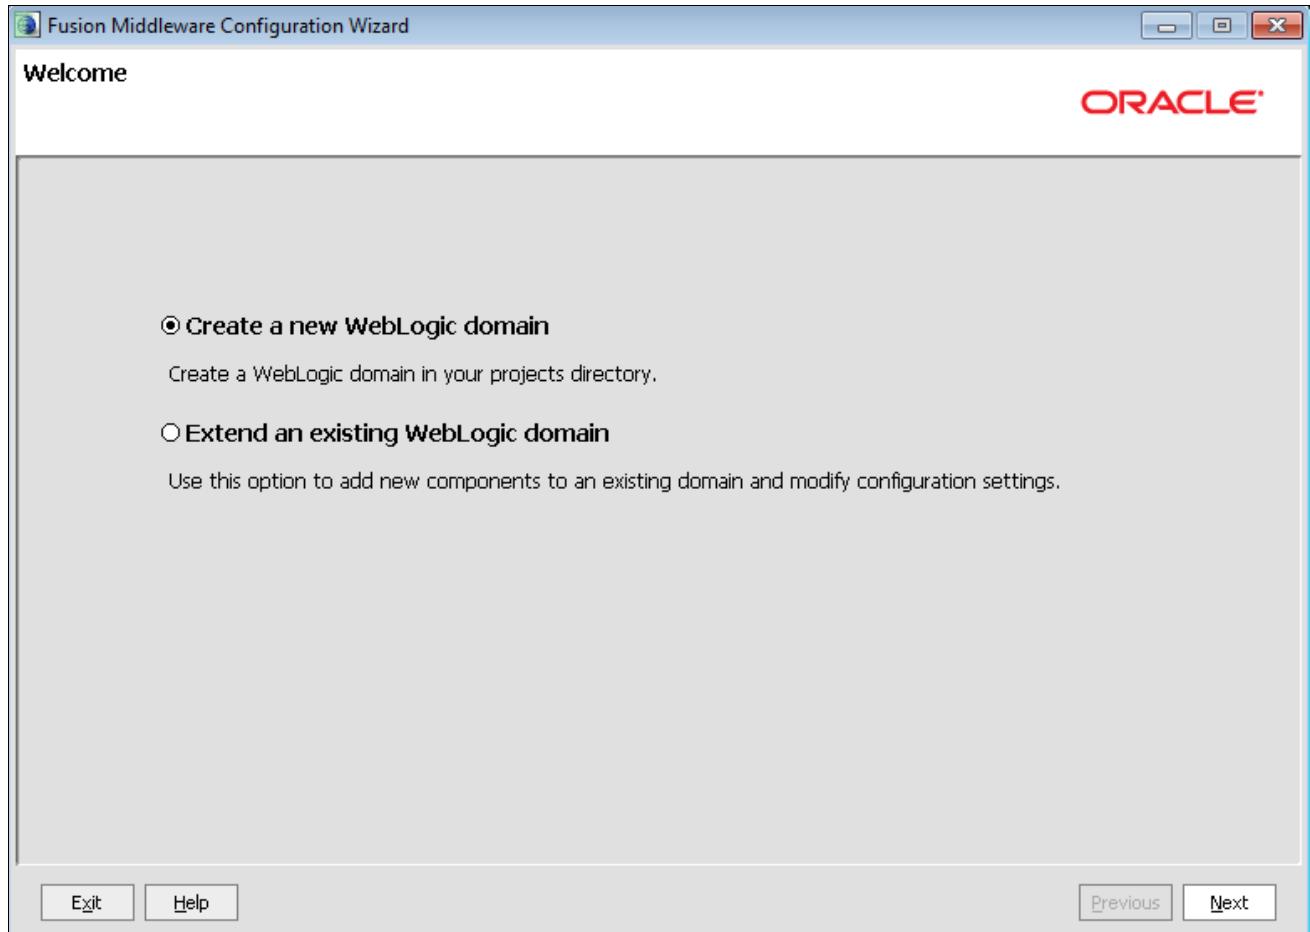 Fusion Middleware Configuration Wizard
Welcome
ORACLE
Create a new WebLogic domain
Create a WebLogic domain in your projects directory.
Extend an existing WebLogic domain
Use this option to add new components to an existing domain and modify configuration settings.
Exit Help Previous Next